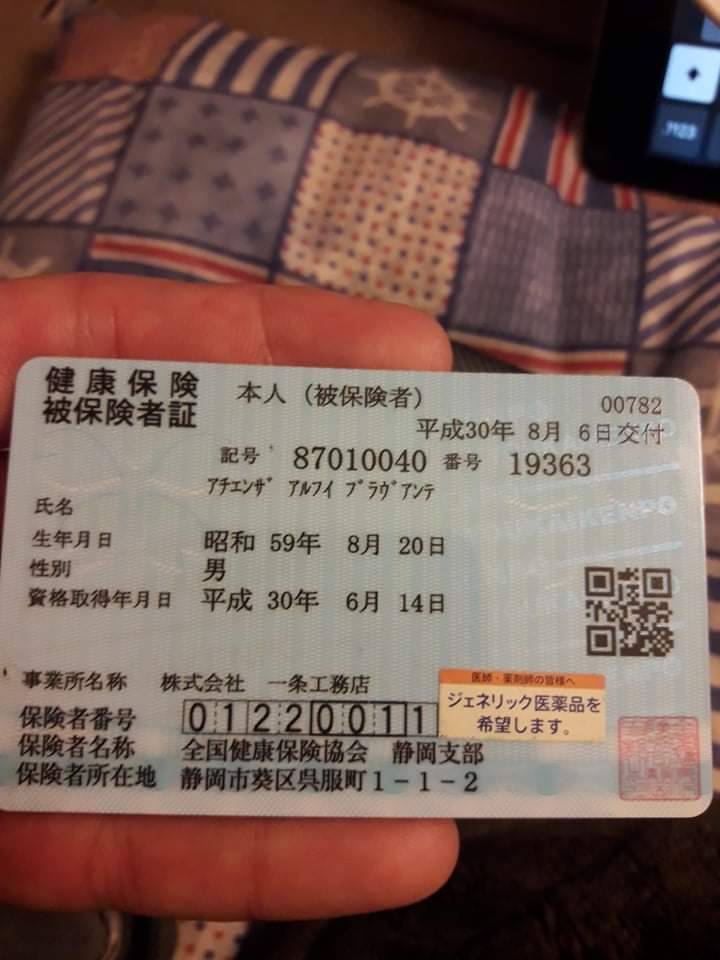 健康保険
被保険者証
本人（被保険者）
00782
平成30年 8月 6日交付
記号 87010040 番号 19363
ｱﾁｴﾝｻﾞ ｱﾙﾌｲ ﾌﾞﾗｳﾞｱﾝﾃ
氏名
生年月日 昭和 59年 8月 20日
性別 男
資格取得年月日 平成 30年 6月 14日
事業所名称 株式会社 一条工務店
保険者番号 01220011
保険者名称 全国健康保険協会 静岡支部
保険者所在地 静岡市葵区呉服町１－１－２
医師・薬剤師の皆様へ
ジェネリック医薬品を
希望します。
.?123